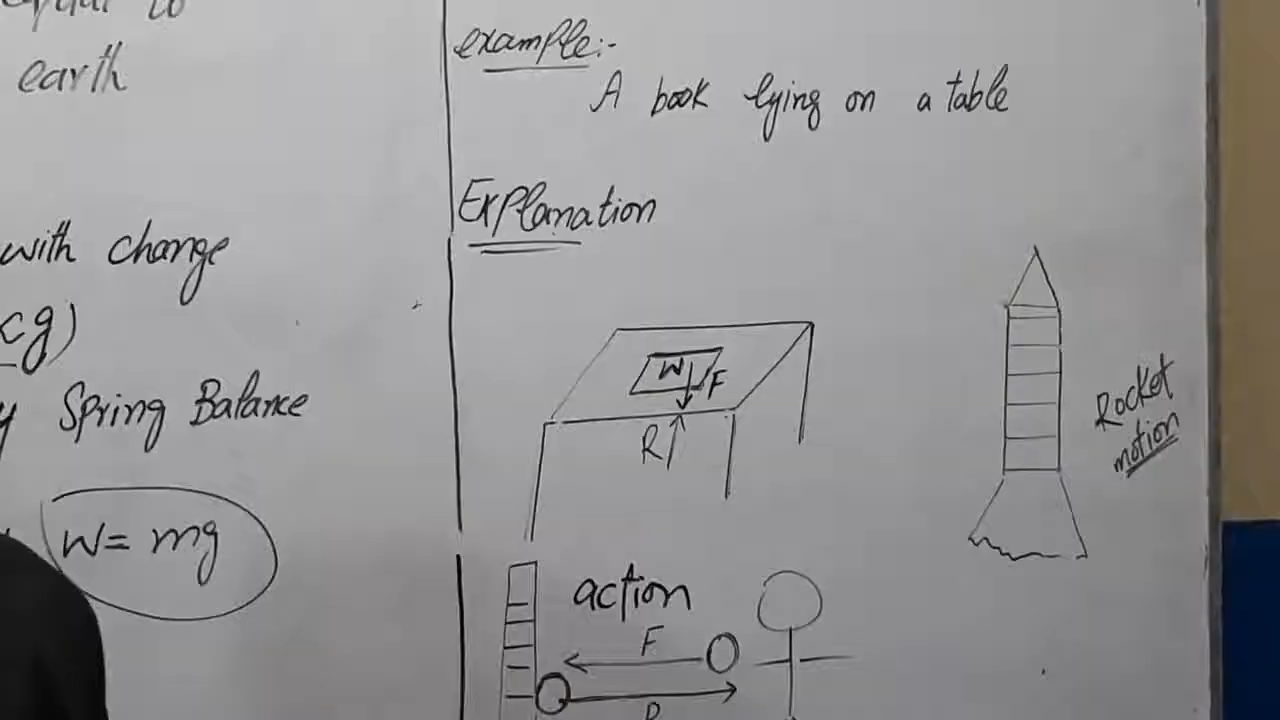 earth
with change
cg)
Spring Balance
W= mg
example:-
A book lying on a table
Explanation
W
F
R
Rocket
motion
action
F
R